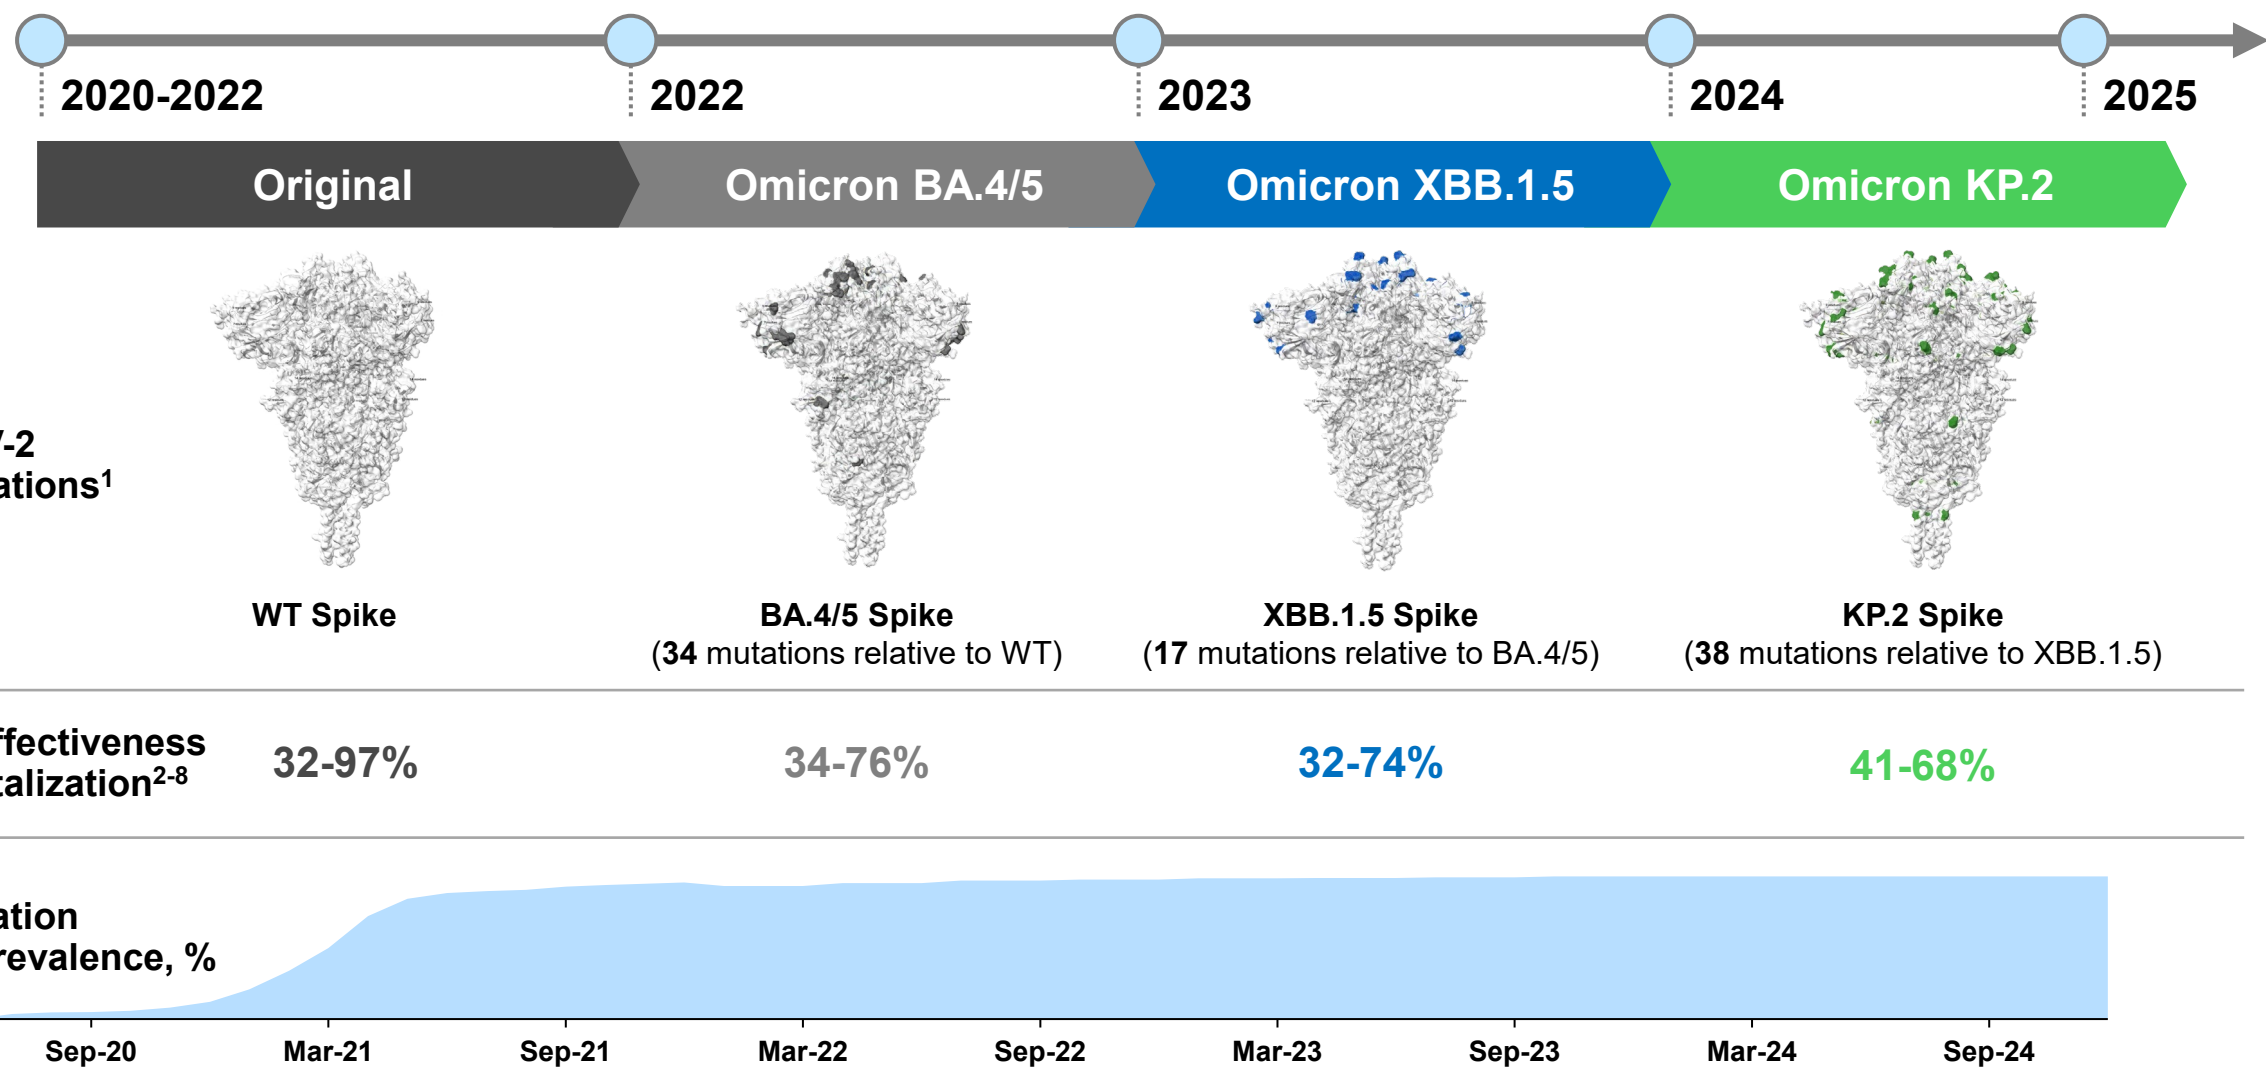 2020-2022
2022
2023
2024
2025
Original
Omicron BA.4/5
Omicron XBB.1.5
Omicron KP.2
-2
ations1
WT Spike
BA.4/5 Spike
(34 mutations relative to WT)
XBB.1.5 Spike
(17 mutations relative to BA.4/5)
KP.2 Spike
(38 mutations relative to XBB.1.5)
ffectiveness
talization2-8
32-97%
34-76%
32-74%
41-68%
ation
revalence, %
Sep-20
Mar-21
Sep-21
Mar-22
Sep-22
Mar-23
Sep-23
Mar-24
Sep-24